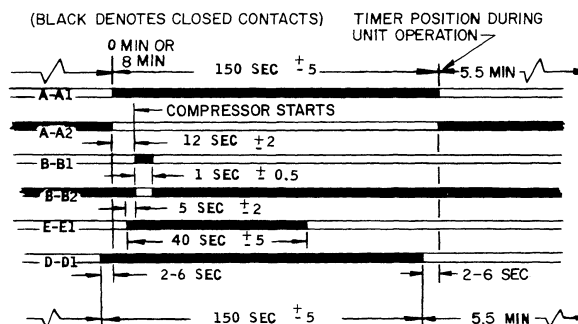 (BLACK DENOTES CLOSED CONTACTS)
TIMER POSITION DURING
UNIT OPERATION
0 MIN OR
8 MIN
150 SEC ± 5
5.5 MIN
A-A1
COMPRESSOR STARTS
A-A2
12 SEC ±2
B-B1
1 SEC ± 0.5
B-B2
5 SEC ±2
E-E1
40 SEC ±5
D-D1
2-6 SEC
2-6 SEC
150 SEC ± 5
5.5 MIN